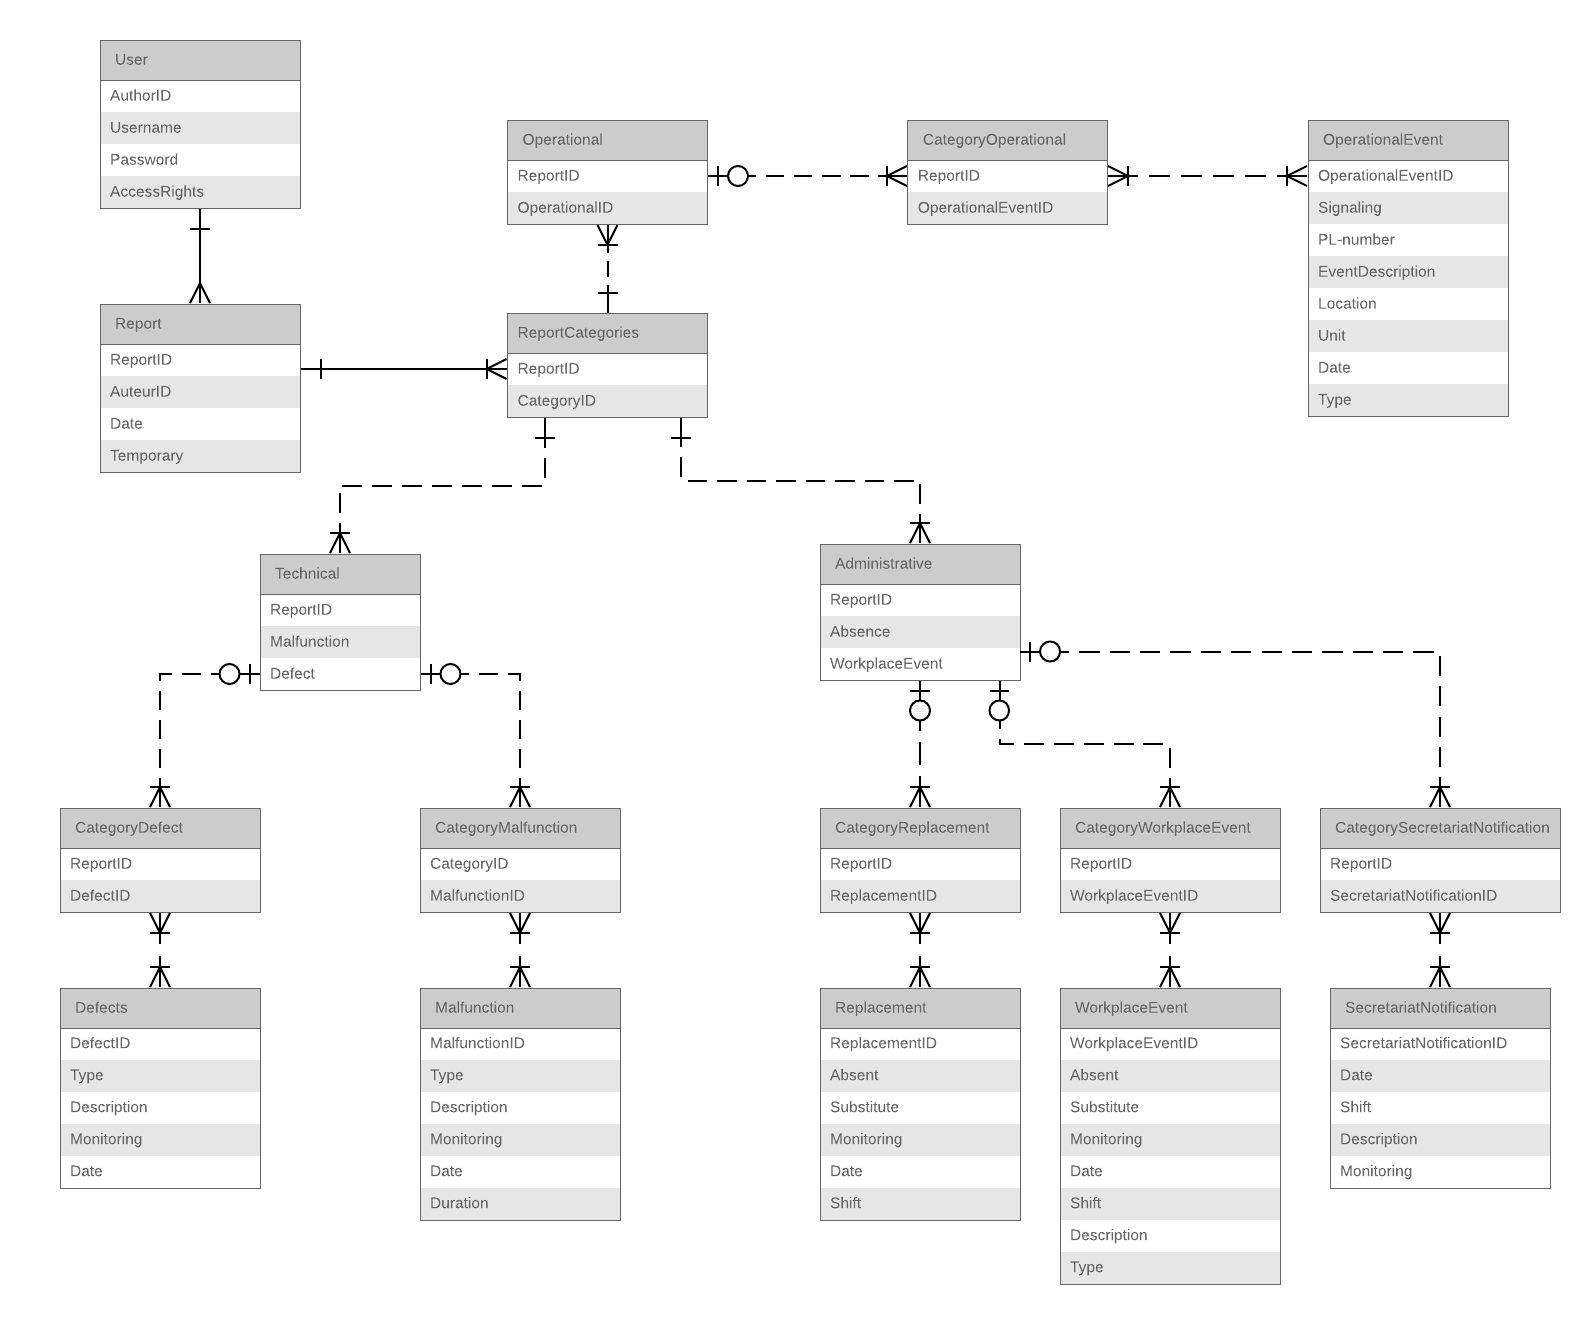 User
AuthorID
Username
Password
AccessRights
Operational
ReportID
OperationalID
CategoryOperational
ReportID
OperationalEventID
OperationalEvent
OperationalEventID
Signaling
PL-number
EventDescription
Location
Unit
Date
Type
Report
ReportID
AuteurID
Date
Temporary
ReportCategories
ReportID
CategoryID
Technical
ReportID
Malfunction
Defect
Administrative
ReportID
Absence
WorkplaceEvent
CategoryDefect
ReportID
DefectID
CategoryMalfunction
CategoryID
MalfunctionID
CategoryReplacement
ReportID
ReplacementID
CategoryWorkplaceEvent
ReportID
WorkplaceEventID
CategorySecretariatNotification
ReportID
SecretariatNotificationID
Defects
DefectID
Type
Description
Monitoring
Date
Malfunction
MalfunctionID
Type
Description
Monitoring
Date
Duration
Replacement
ReplacementID
Absent
Substitute
Monitoring
Date
Shift
WorkplaceEvent
WorkplaceEventID
Absent
Substitute
Monitoring
Date
Shift
Description
Type
SecretariatNotification
SecretariatNotificationID
Date
Shift
Description
Monitoring